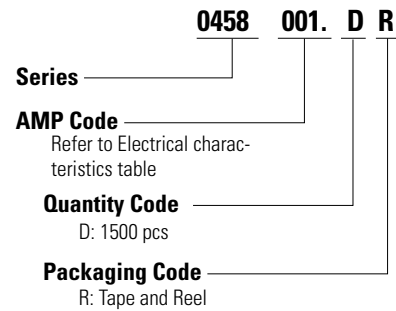 0458 001. D R
Series
AMP Code
Refer to Electrical charac-
teristics table
Quantity Code
D: 1500 pcs
Packaging Code
R: Tape and Reel